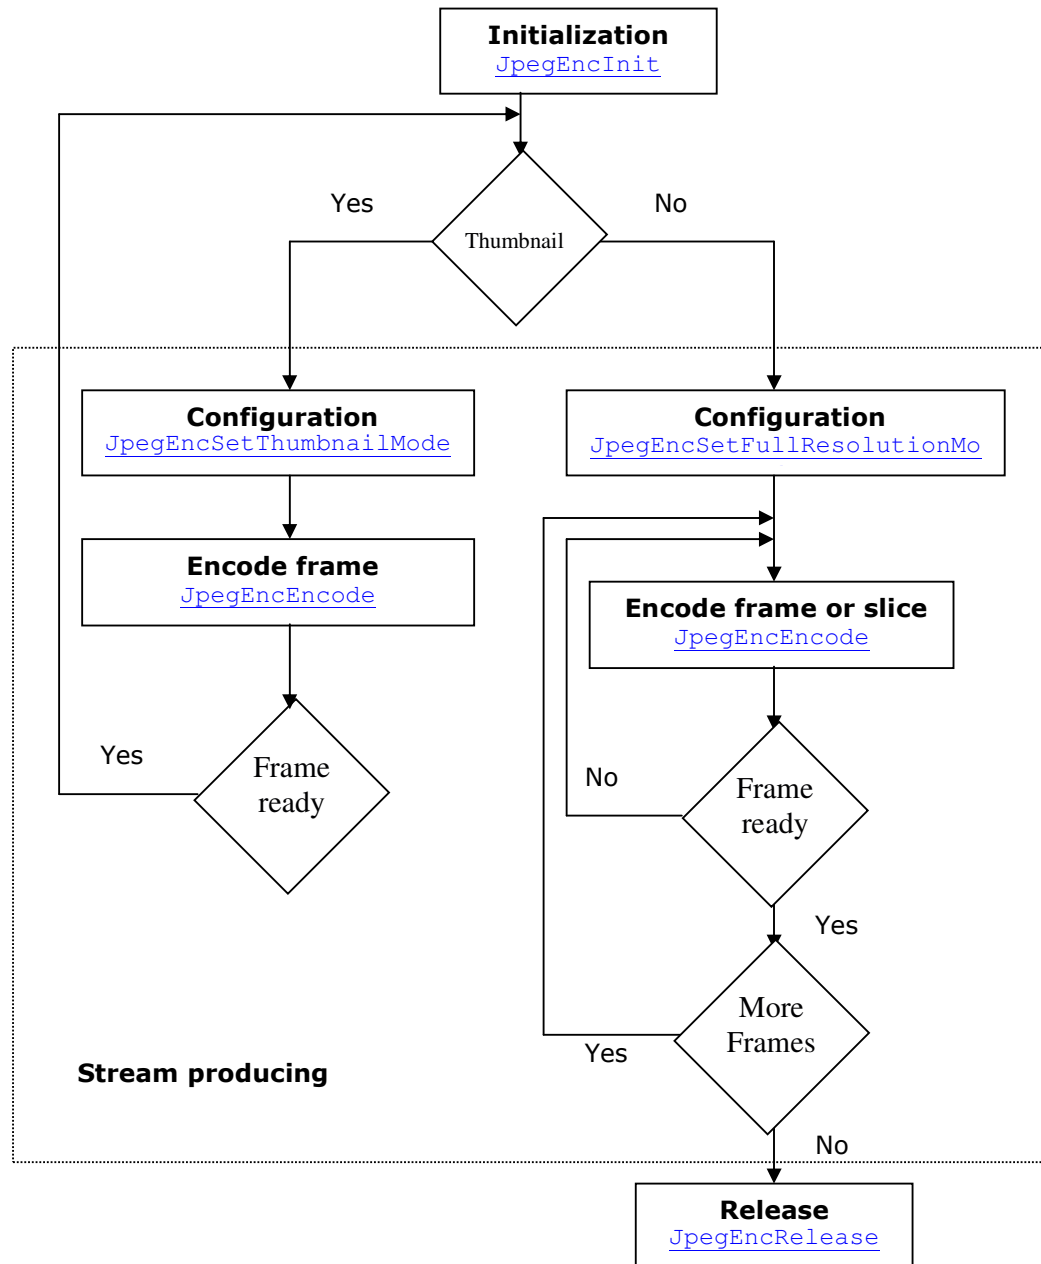 Initialization
JpegEncInit
Yes
No
Thumbnail
Configuration
JpegEncSetThumbnailMode
Configuration
JpegEncSetFullResolutionMo
Encode frame
JpegEncEncode
Encode frame or slice
JpegEncEncode
Yes
Frame
ready
No
Frame
ready
Yes
More
Frames
Yes
Stream producing
No
Release
JpegEncRelease